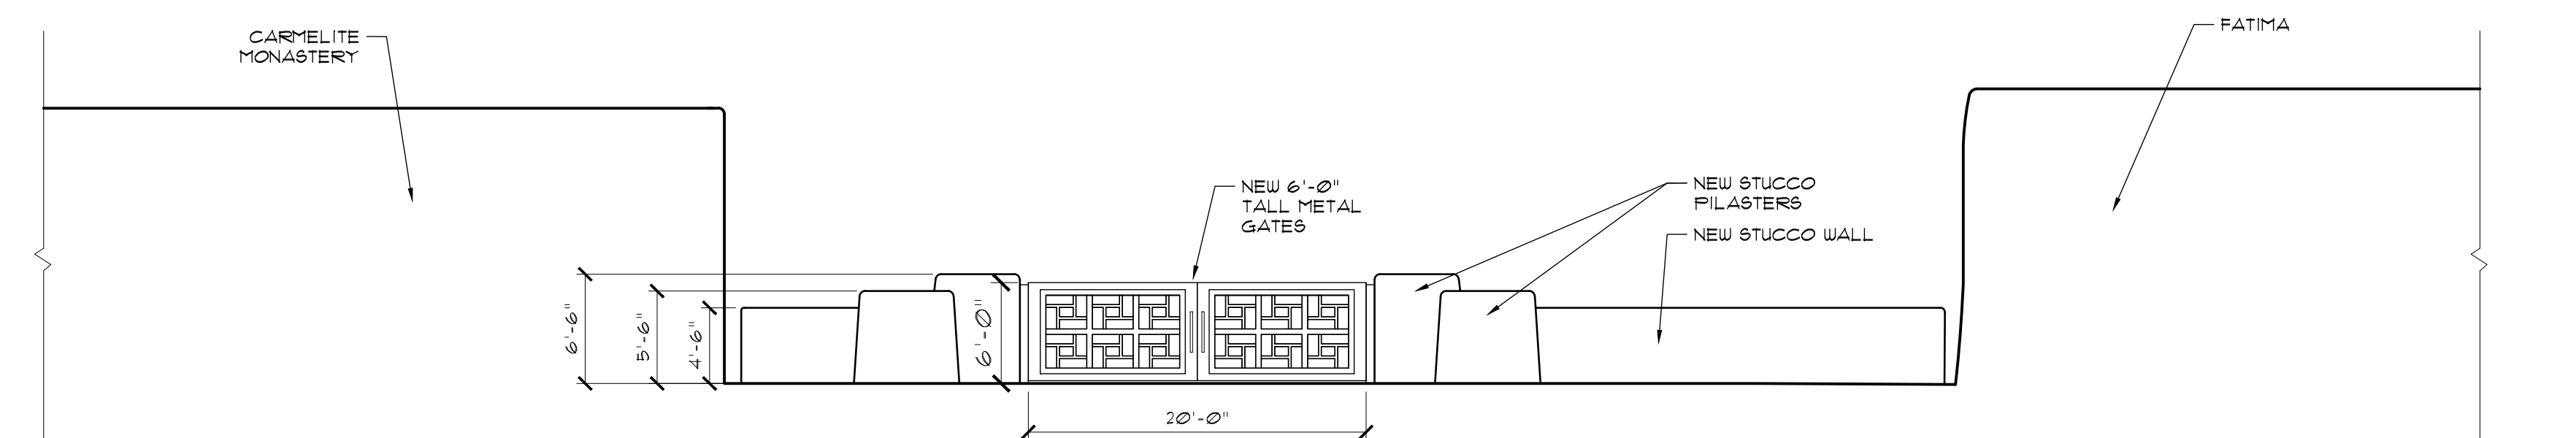 CARMELITE
MONASTERY
FATIMA
NEW 6'-0"
TALL METAL
GATES
NEW STUCCO
PILASTERS
NEW STUCCO WALL
6'-6"
5'-6"
4'-6"
6'-0"
20'-0"